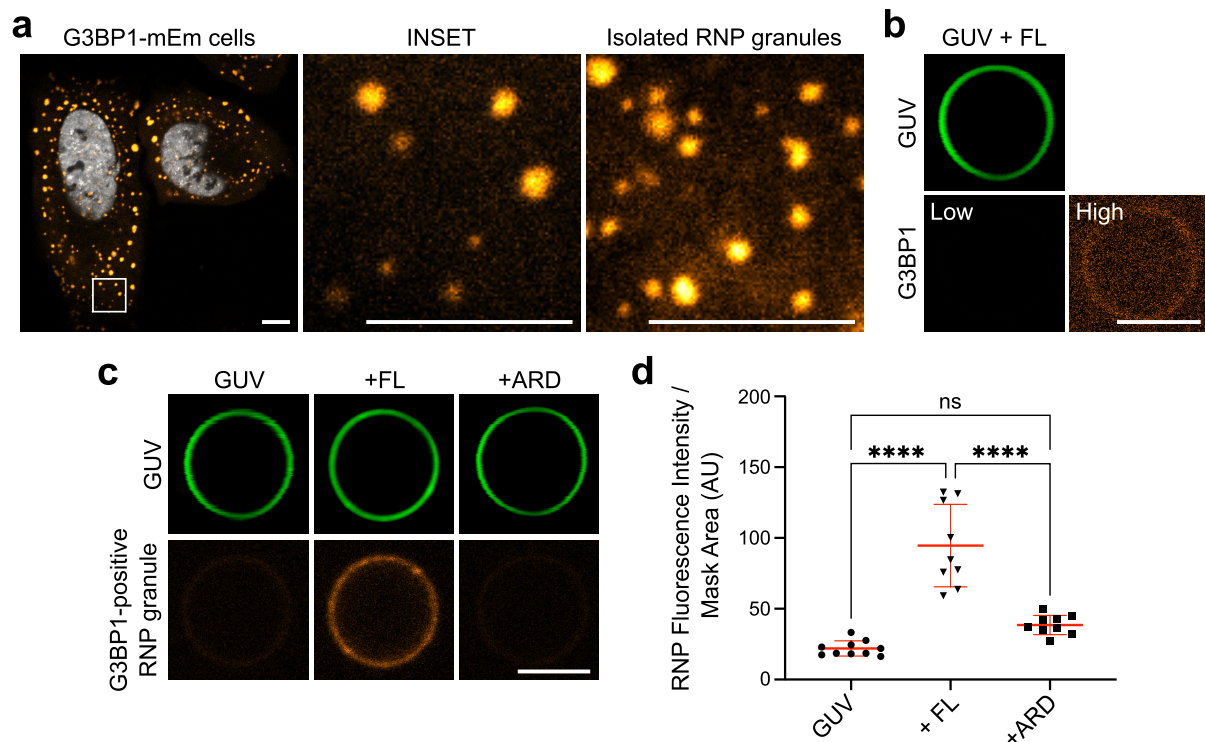 a
G3BP1-mEm cells
INSET
Isolated RNP granules
b
GUV + FL
GUV
G3BP1
Low
High
c
GUV
+FL
+ARD
GUV
G3BP1-positive
RNP granule
d
RNP Fluorescence Intensity /
Mask Area (AU)
200
150
100
50
0
ns
****
****
GUV
+ FL
+ARD